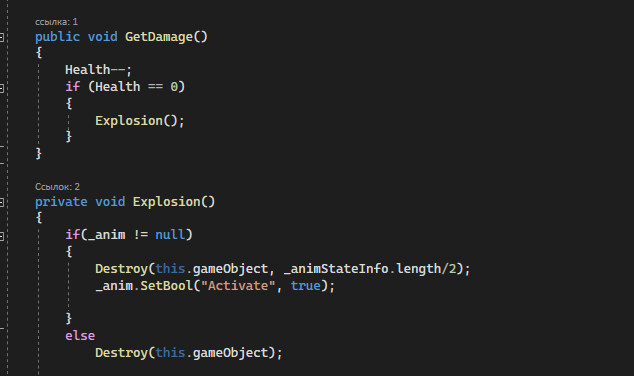 ссылка: 1
public void GetDamage()
{
Health--;
if (Health == 0)
{
Explosion();
}
}
Ссылок: 2
private void Explosion()
{
if(_anim != null)
{
Destroy(this.gameObject, _animStateInfo.length/2);
_anim.SetBool("Activate", true);
}
else
Destroy(this.gameObject);